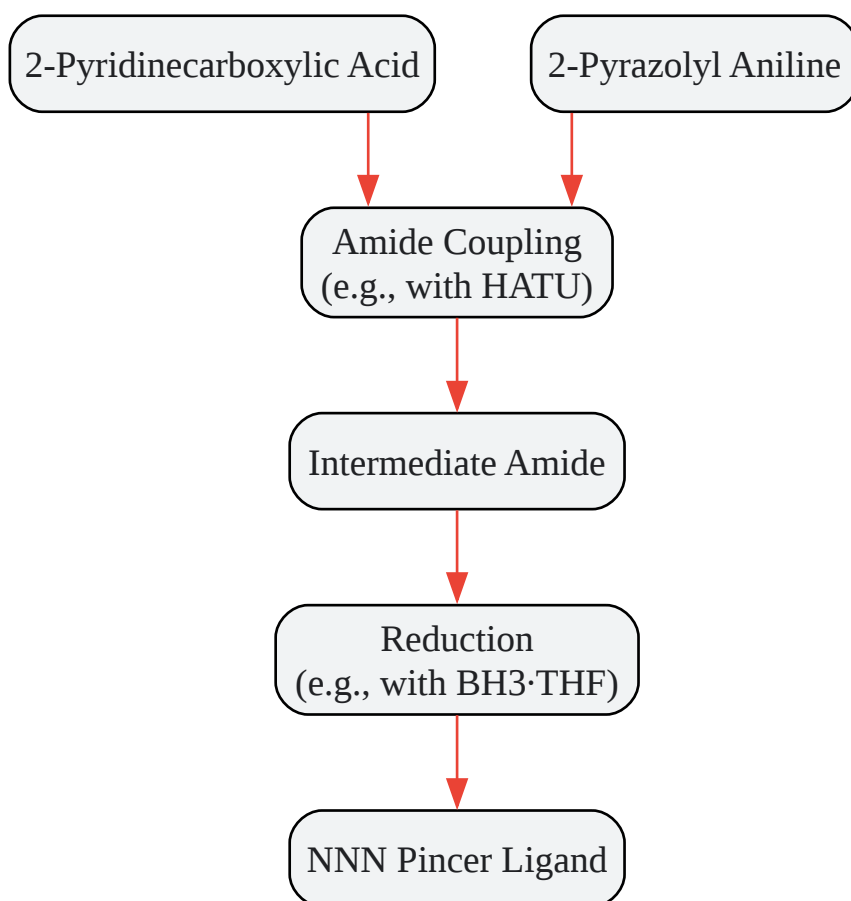 2-Pyridinecarboxylic Acid
2-Pyrazolyl Aniline
Amide Coupling
(e.g., with HATU)
Intermediate Amide
Reduction
(e.g., with BH3·THF)
NNN Pincer Ligand